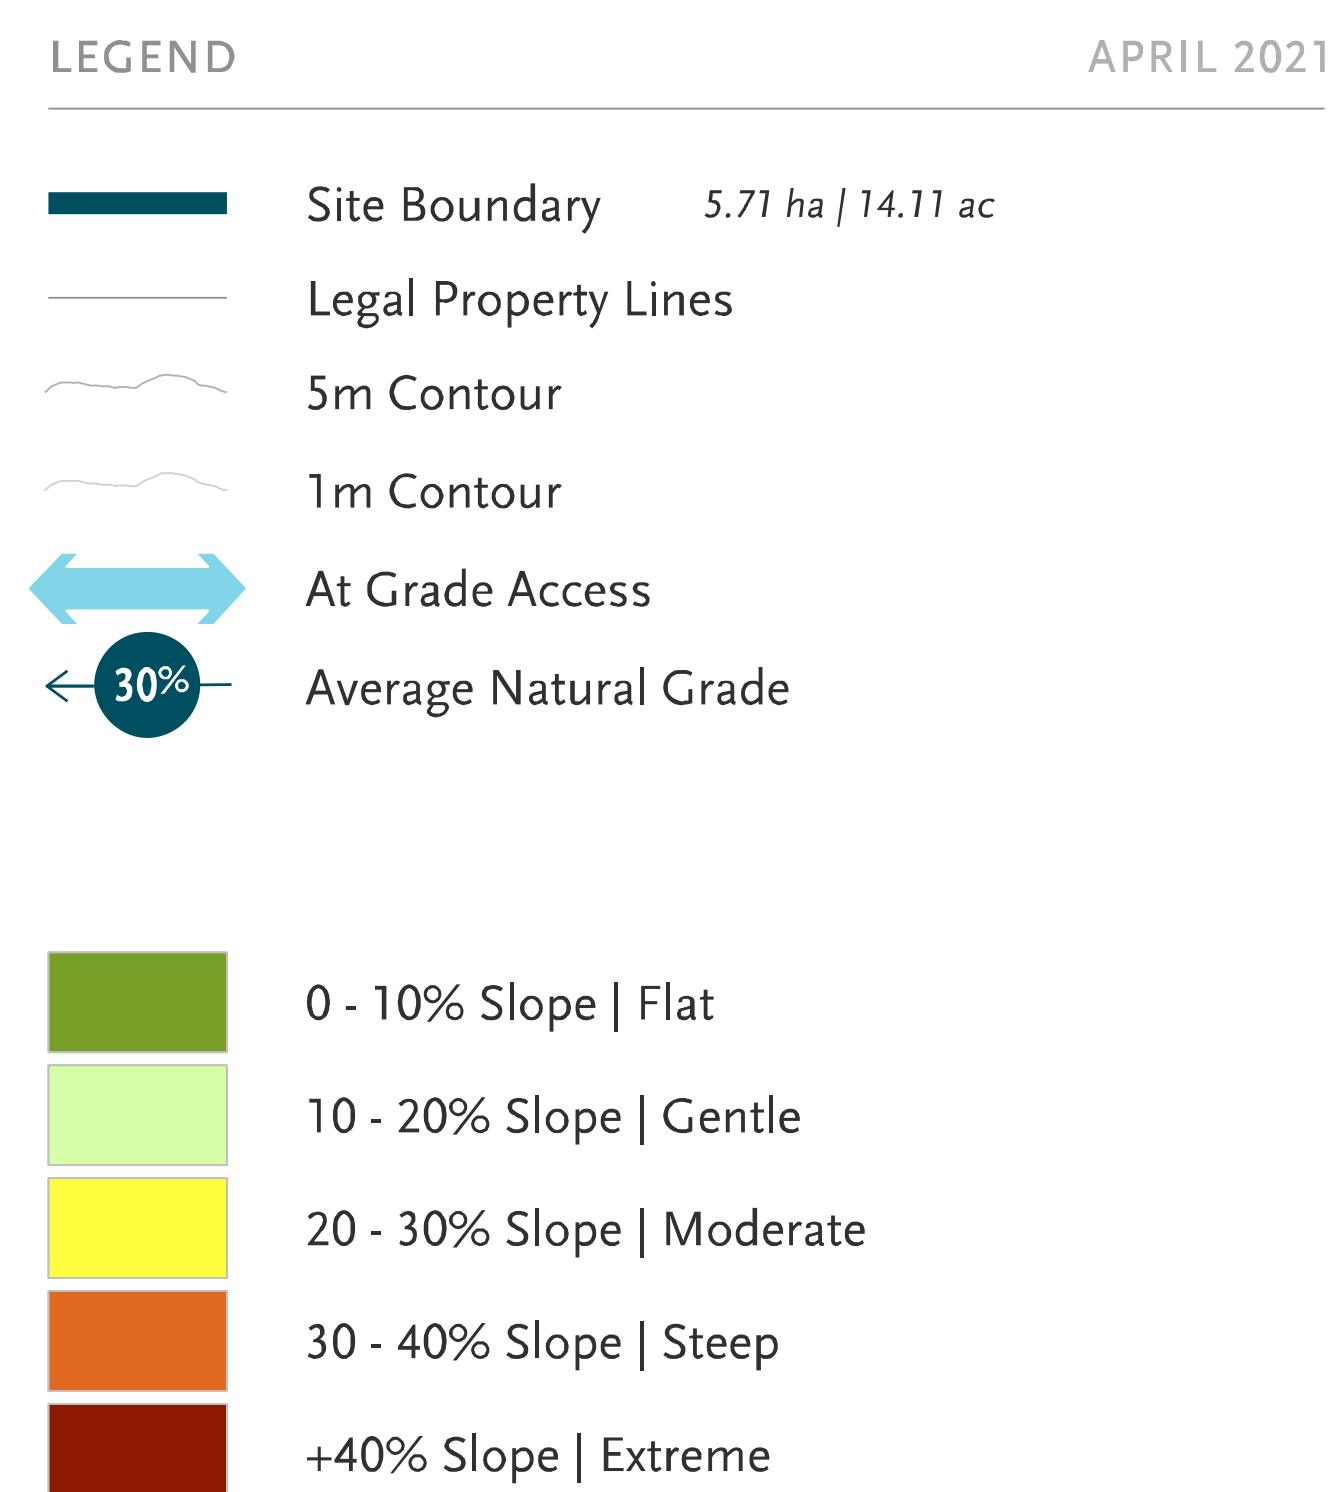 LEGEND APRIL 2021
Site Boundary 5.71 ha | 14.11 ac
Legal Property Lines
5m Contour
1m Contour
At Grade Access
30% Average Natural Grade
0 - 10% Slope | Flat
10 - 20% Slope | Gentle
20 - 30% Slope | Moderate
30 - 40% Slope | Steep
+40% Slope | Extreme